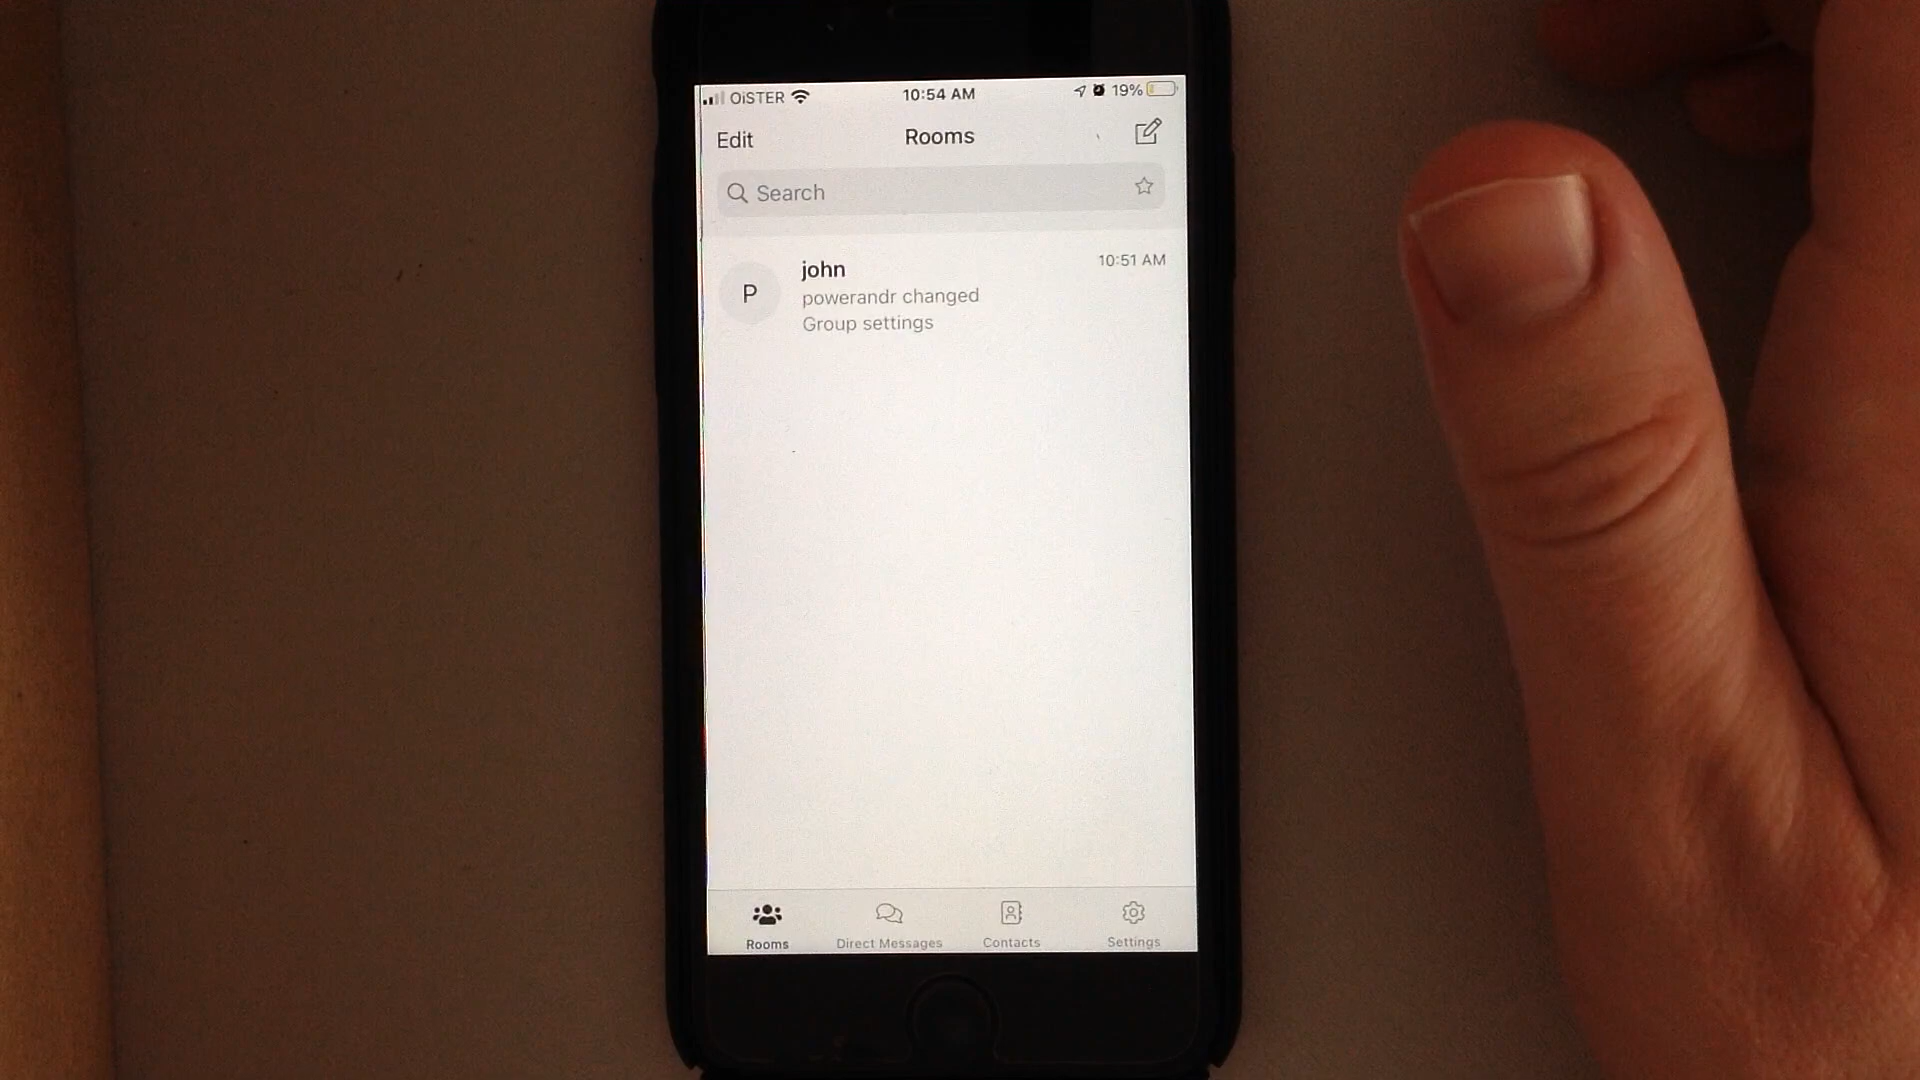 OiSTER 10:54 AM 19%
Edit Rooms
Search
john 10:51 AM
P
powerandr changed
Group settings
Rooms Direct Messages Contacts Settings